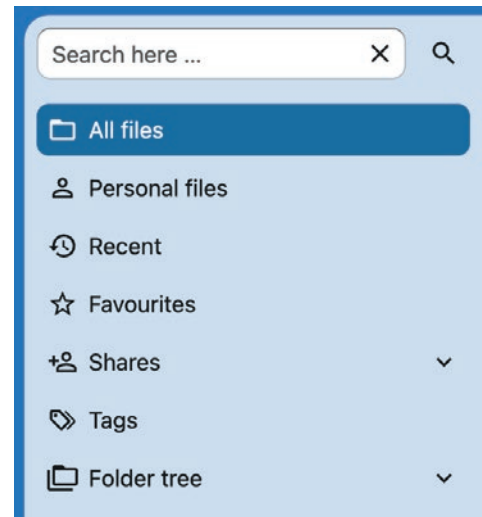 Search here ...
All files
Personal files
Recent
Favourites
Shares
Tags
Folder tree